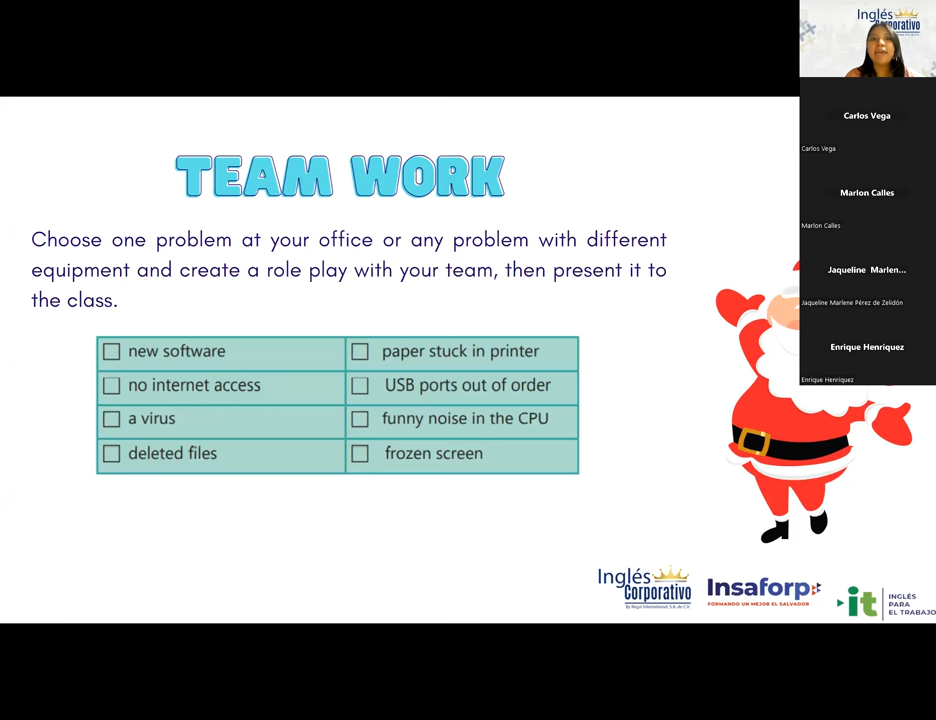 Inglés
Corporativo
Carlos Vega
Carlos Vega
Marlon Calles
Marlon Calles
Jaqueline Marlen...
Jaqueline Marlene Pérez de Zelidón
Enrique Henriquez
Enrique Henriquez
TEAM WORK
Choose one problem at your office or any problem with different
equipment and create a role play with your team, then present it to
the class.
new software
paper stuck in printer
no internet access
USB ports out of order
a virus
funny noise in the CPU
deleted files
frozen screen
Inglés
Corporativo
By Regal International, S.A. de C.V.
Insaforp
FORMANDO UN MEJOR EL SALVADOR
it
INGLÉS
PARA
EL TRABAJO